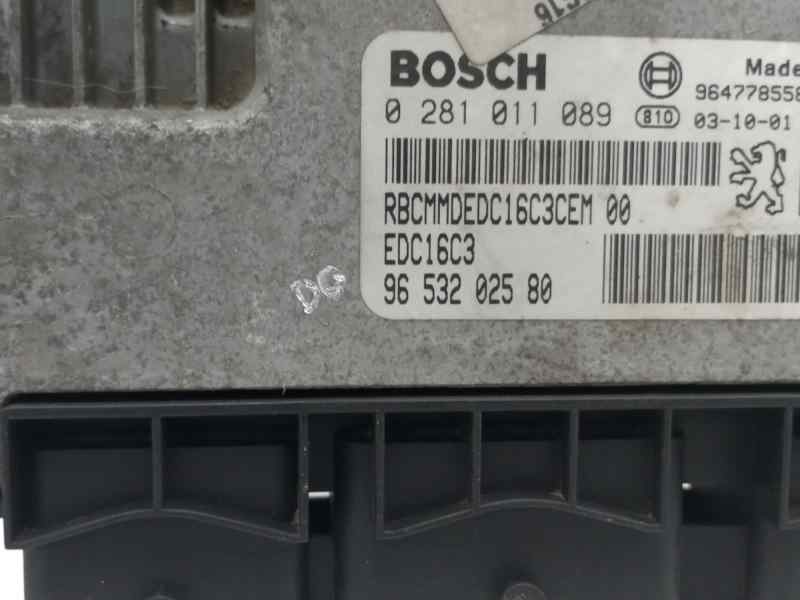 BOSCH
Made
0 281 011 089
964778558
810
03-10-01
RBCMMDEDC16C3CEM 00
EDC16C3
96 532 025 80
DG